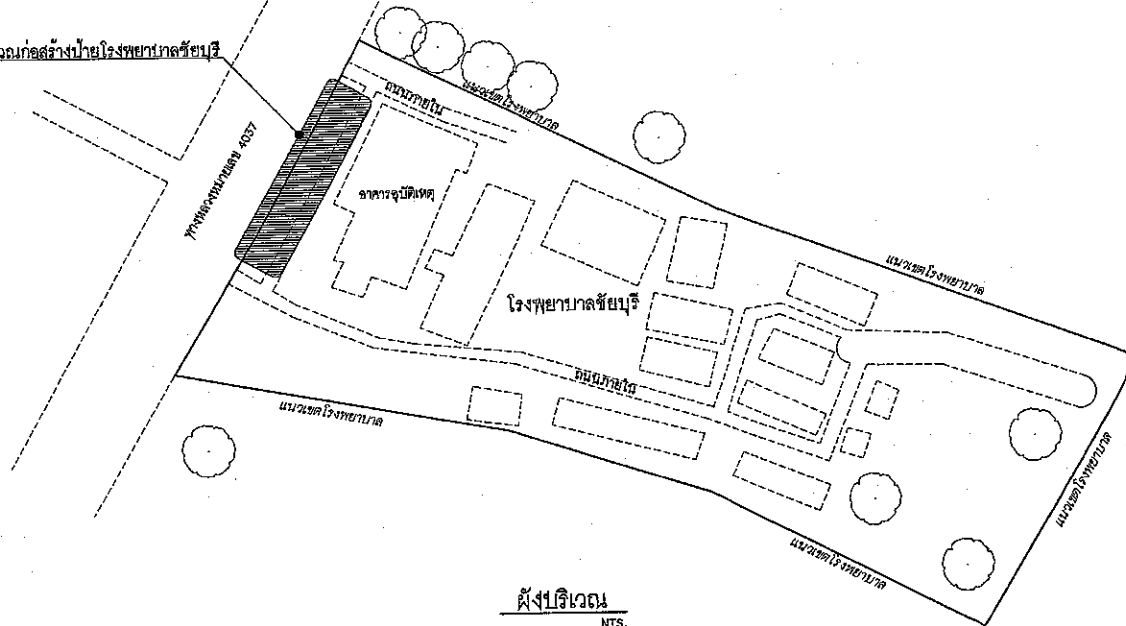 วณก่อสร้างป้ายโรงพยาบาลชัยบุรี
ถนนภายใน
แนวเขตโรงพยาบาล
ทางหลวงหมายเลข 4037
อาคารอุบัติเหตุ
แนวเขตโรงพยาบาล
โรงพยาบาลชัยบุรี
ถนนภายใน
แนวเขตโรงพยาบาล
แนวเขตโรงพยาบาล
แนวเขตโรงพยาบาล
ผังบริเวณ
NTS.